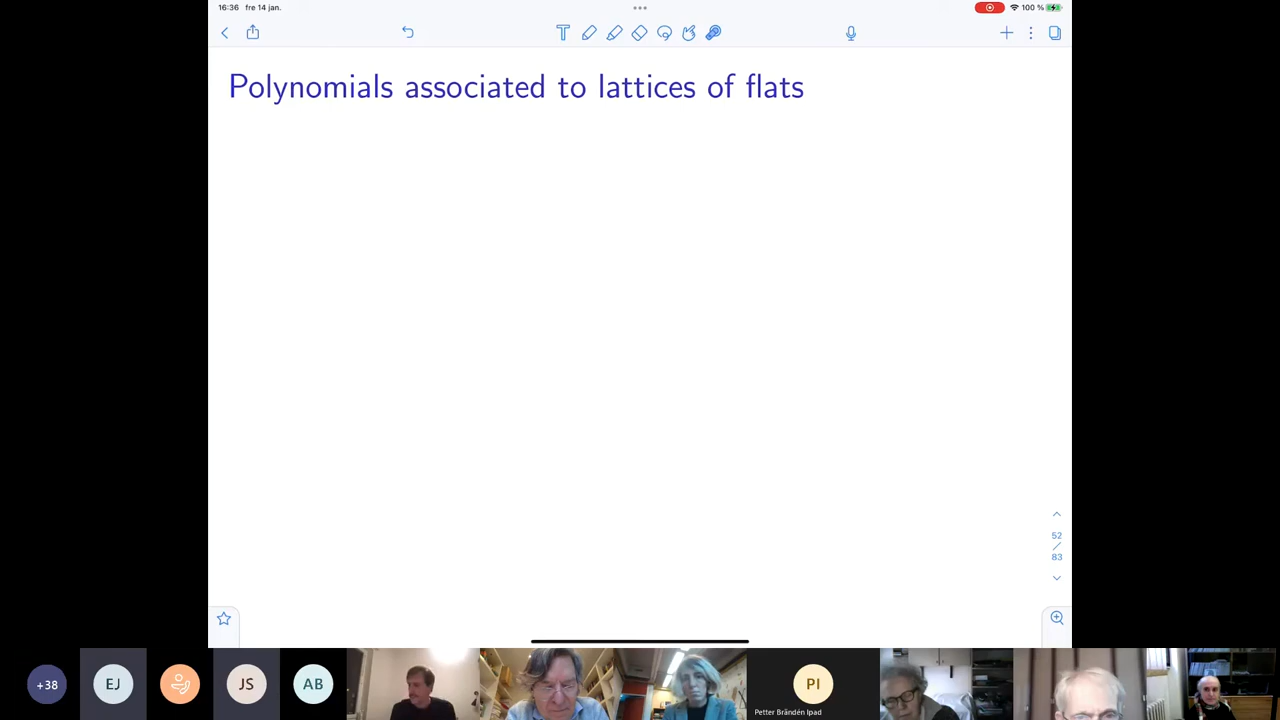 16:36 fre 14 jan.
100 %
Polynomials associated to lattices of flats
52
83
+38
EJ
JS
AB
PI
Petter Brändén Ipad